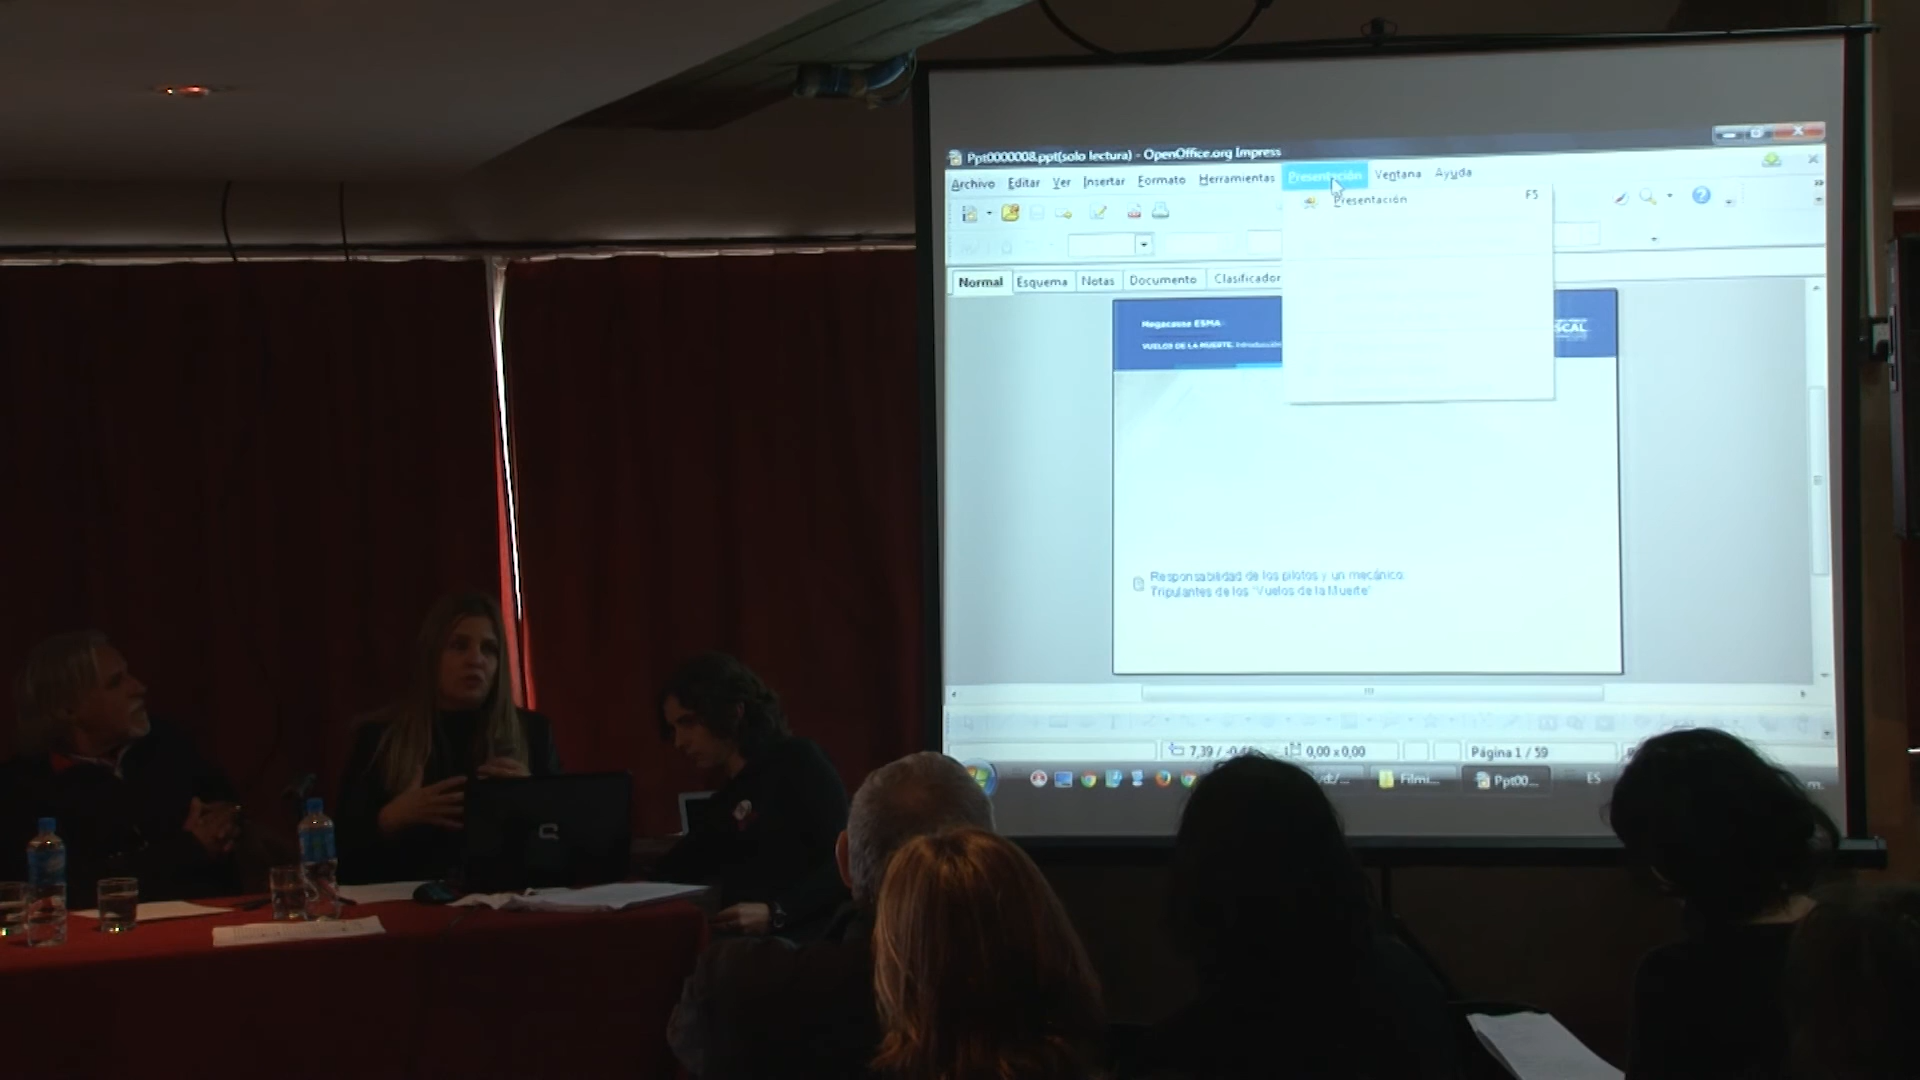 Ppt0000008.ppt(solo lectura) - OpenOffice.org Impress
Archivo Editar Ver Insertar Formato Herramientas Presentación Ventana Ayuda
Presentación F5
Normal Esquema Notas Documento Clasificador
Megacausa ESMA
SCAL
VUELOS DE LA MUERTE. Introducción
Responsabilidad de los pilotos y un mecánico:
Tripulantes de los "Vuelos de la Muerte"
0,00 x 0,00 Página 1 / 59
Ppt00... ES